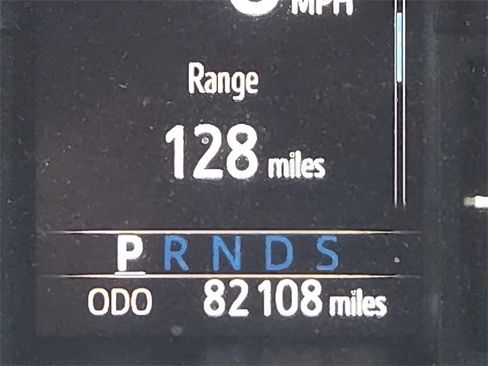 MPH
Range
128 miles
P R N D S
ODO 82108 miles